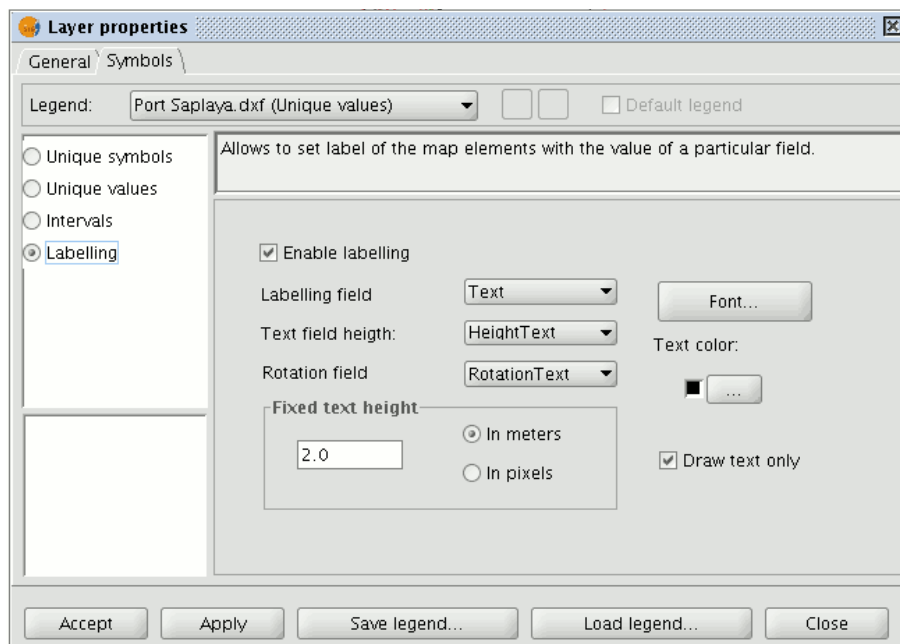 Layer properties
General Symbols
Legend: Port Saplaya.dxf (Unique values) Default legend
Unique symbols
Unique values
Intervals
Labelling
Allows to set label of the map elements with the value of a particular field.
Enable labelling
Labelling field Text Font...
Text field heigth: HeightText Text color:
Rotation field RotationText
...
Fixed text height
2.0 In meters
In pixels
Draw text only
Accept Apply Save legend... Load legend... Close